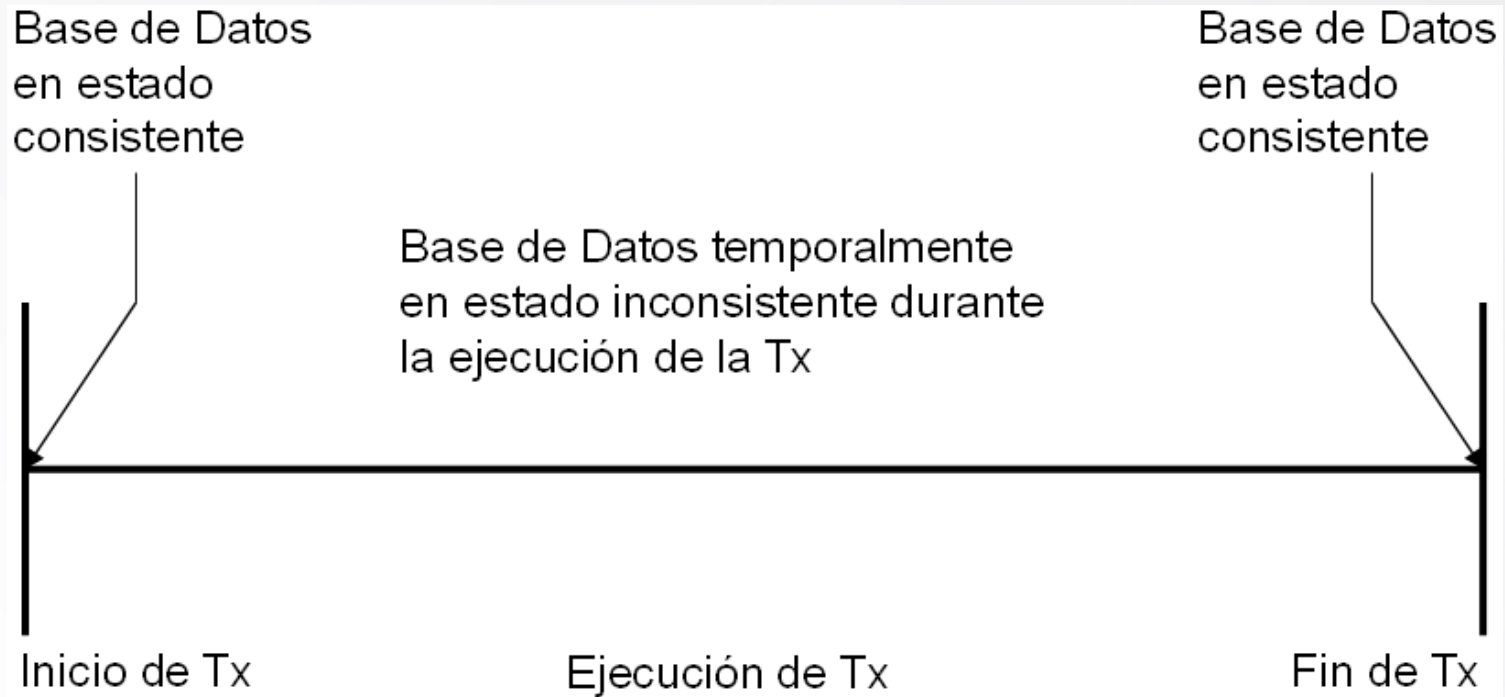 Base de Datos
en estado
consistente
Base de Datos
en estado
consistente
Base de Datos temporalmente
en estado inconsistente durante
la ejecución de la Tx
Inicio de Tx
Ejecución de Tx
Fin de Tx